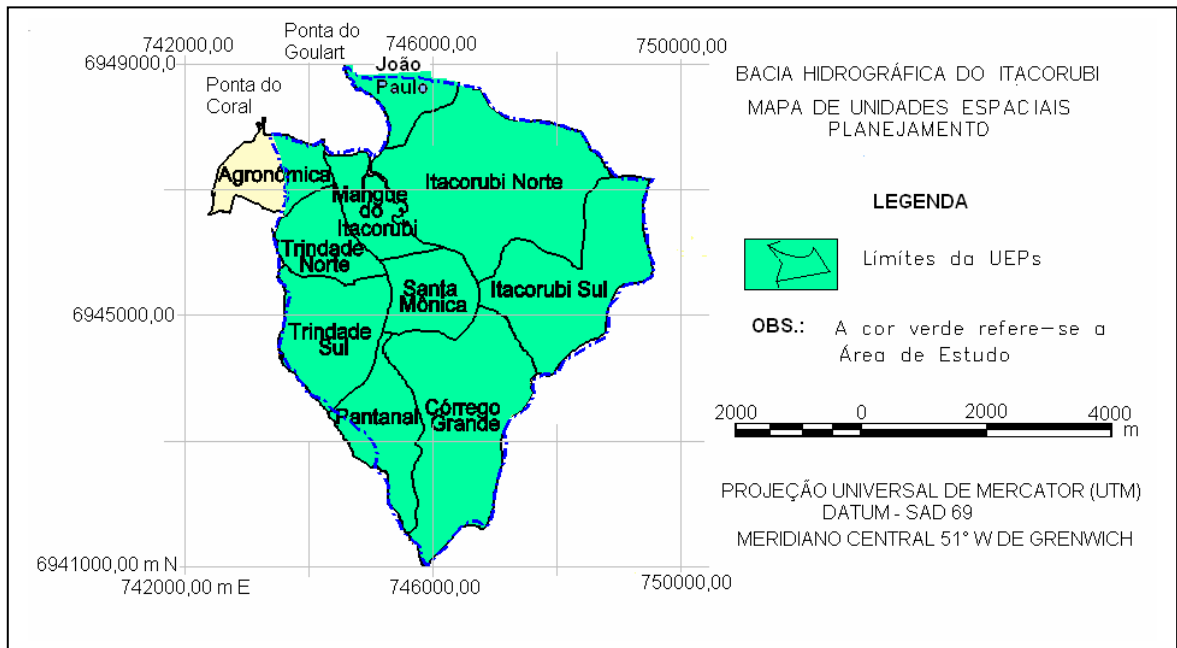 Ponta do
Goulart
742000,00
746000,00
750000,00
6949000,0
João
Paulo
Ponta do
Coral
Agronômica
Mangue
do
Itacorubi
Itacorubi Norte
Trindade
Norte
Santa
Mônica
Itacorubi Sul
6945000,00
Trindade
Sul
Pantanal
Córrego
Grande
6941000,00 m N
742000,00 m E
746000,00
750000,00
BACIA HIDROGRÁFICA DO ITACORUBI
MAPA DE UNIDADES ESPACIAIS
PLANEJAMENTO
LEGENDA
Limítes da UEPs
OBS.: A cor verde refere-se a
Área de Estudo
2000 0 2000 4000
m
PROJEÇÃO UNIVERSAL DE MERCATOR (UTM)
DATUM - SAD 69
MERIDIANO CENTRAL 51° W DE GRENWICH